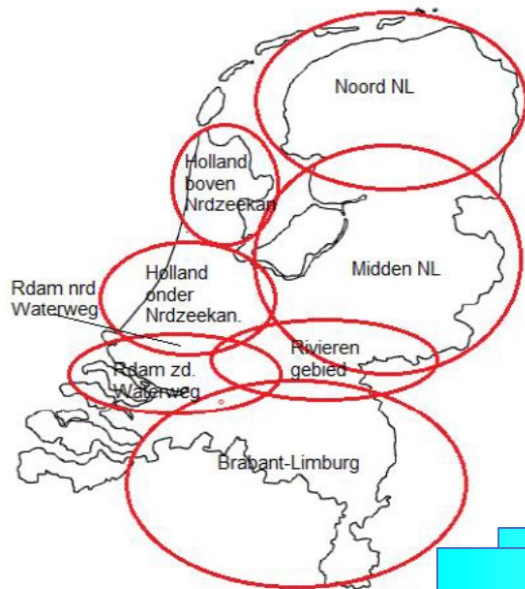 Noord NL
Holland
boven
Nrdzeekan
Midden NL
Holland
onder
Nrdzeekan.
Rdam nrd
Waterweg
Rivieren
gebied
Rdam zd.
Waterweg
Brabant-Limburg